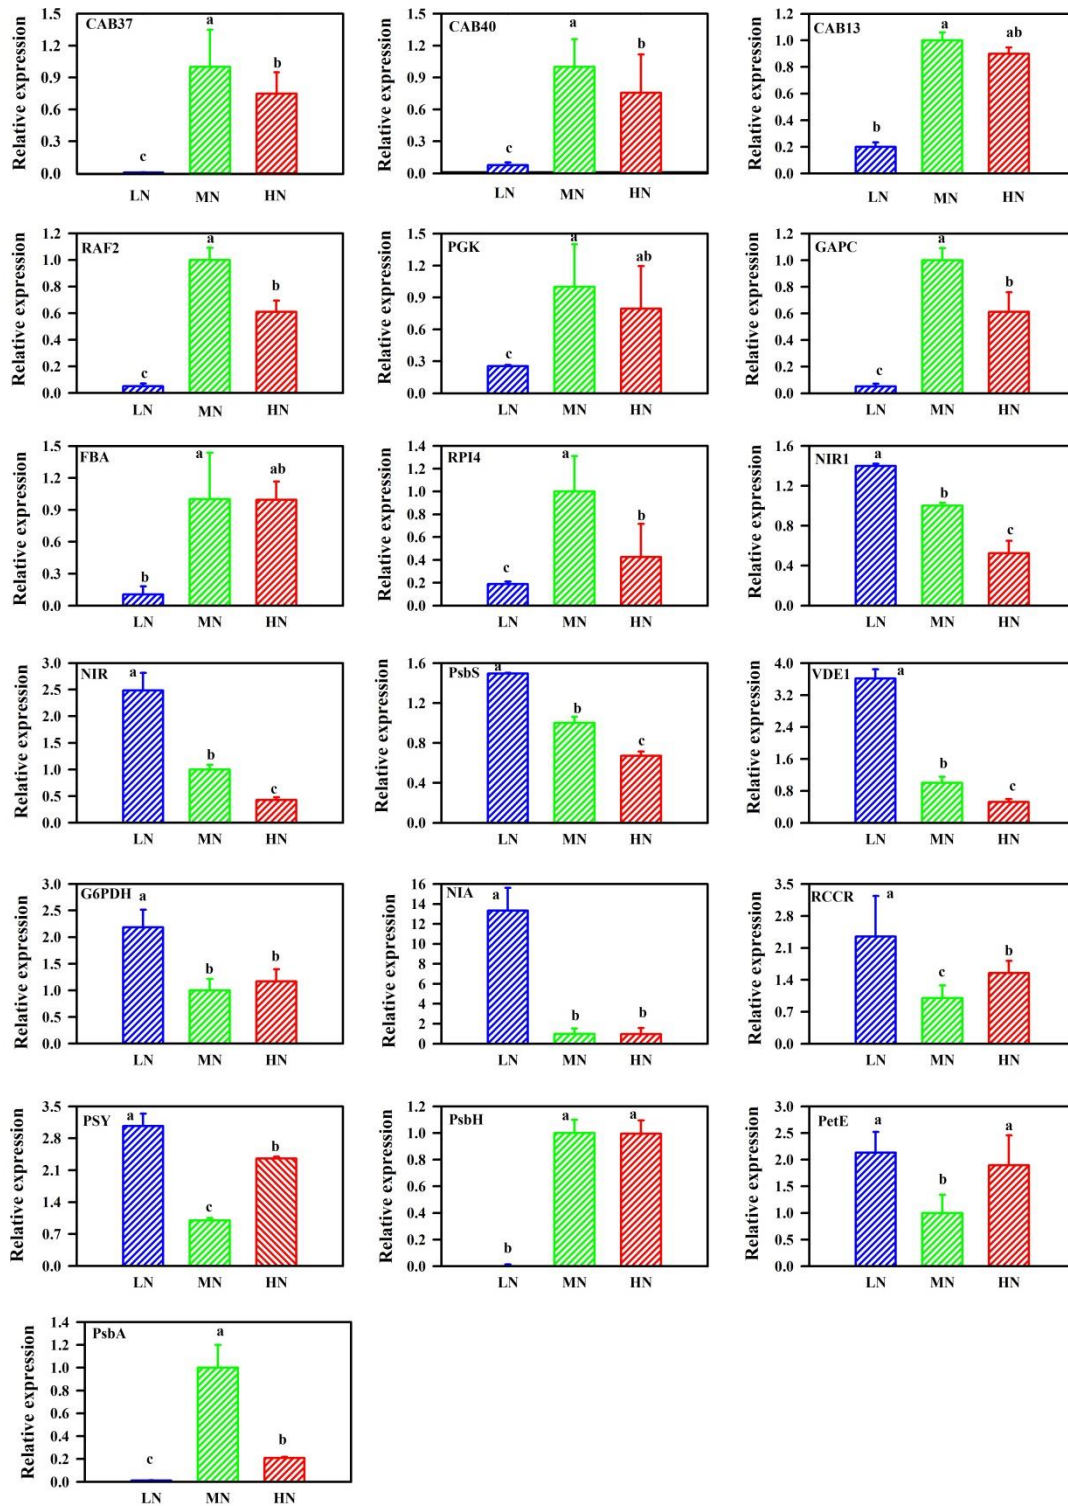 CAB37
Relative expression
1.5
1.2
0.9
0.6
0.3
0.0
a
b
c
LN MN HN
CAB40
Relative expression
1.5
1.2
0.9
0.6
0.3
0.0
a
b
c
LN MN HN
CAB13
Relative expression
1.2
1.0
0.8
0.6
0.4
0.2
0.0
a
ab
b
LN MN HN
RAF2
Relative expression
1.2
1.0
0.8
0.6
0.4
0.2
0.0
a
b
c
LN MN HN
PGK
Relative expression
1.5
1.2
0.9
0.6
0.3
0.0
a
ab
c
LN MN HN
GAPC
Relative expression
1.2
1.0
0.8
0.6
0.4
0.2
0.0
a
b
c
LN MN HN
FBA
Relative expression
1.5
1.2
0.9
0.6
0.3
0.0
a
ab
b
LN MN HN
RPI4
Relative expression
1.4
1.2
1.0
0.8
0.6
0.4
0.2
0.0
a
b
c
LN MN HN
NIR1
Relative expression
1.6
1.2
0.8
0.4
0.0
a
b
c
LN MN HN
NIR
Relative expression
3.0
2.5
2.0
1.5
1.0
0.5
0.0
a
b
c
LN MN HN
PsbS
Relative expression
1.6
1.2
0.8
0.4
0.0
a
b
c
LN MN HN
VDE1
Relative expression
4.0
3.2
2.4
1.6
0.8
0.0
a
b
c
LN MN HN
G6PDH
Relative expression
3.0
2.5
2.0
1.5
1.0
0.5
0.0
a
b
b
LN MN HN
NIA
Relative expression
16
14
12
10
8
6
4
2
0
a
b
b
LN MN HN
RCCR
Relative expression
3.5
2.8
2.1
1.4
0.7
0.0
a
b
c
LN MN HN
PSY
Relative expression
3.5
2.8
2.1
1.4
0.7
0.0
a
b
c
LN MN HN
PsbH
Relative expression
1.2
1.0
0.8
0.6
0.4
0.2
0.0
a
a
b
LN MN HN
PetE
Relative expression
3.0
2.5
2.0
1.5
1.0
0.5
0.0
a
a
b
LN MN HN
PsbA
Relative expression
1.4
1.2
1.0
0.8
0.6
0.4
0.2
0.0
a
b
c
LN MN HN